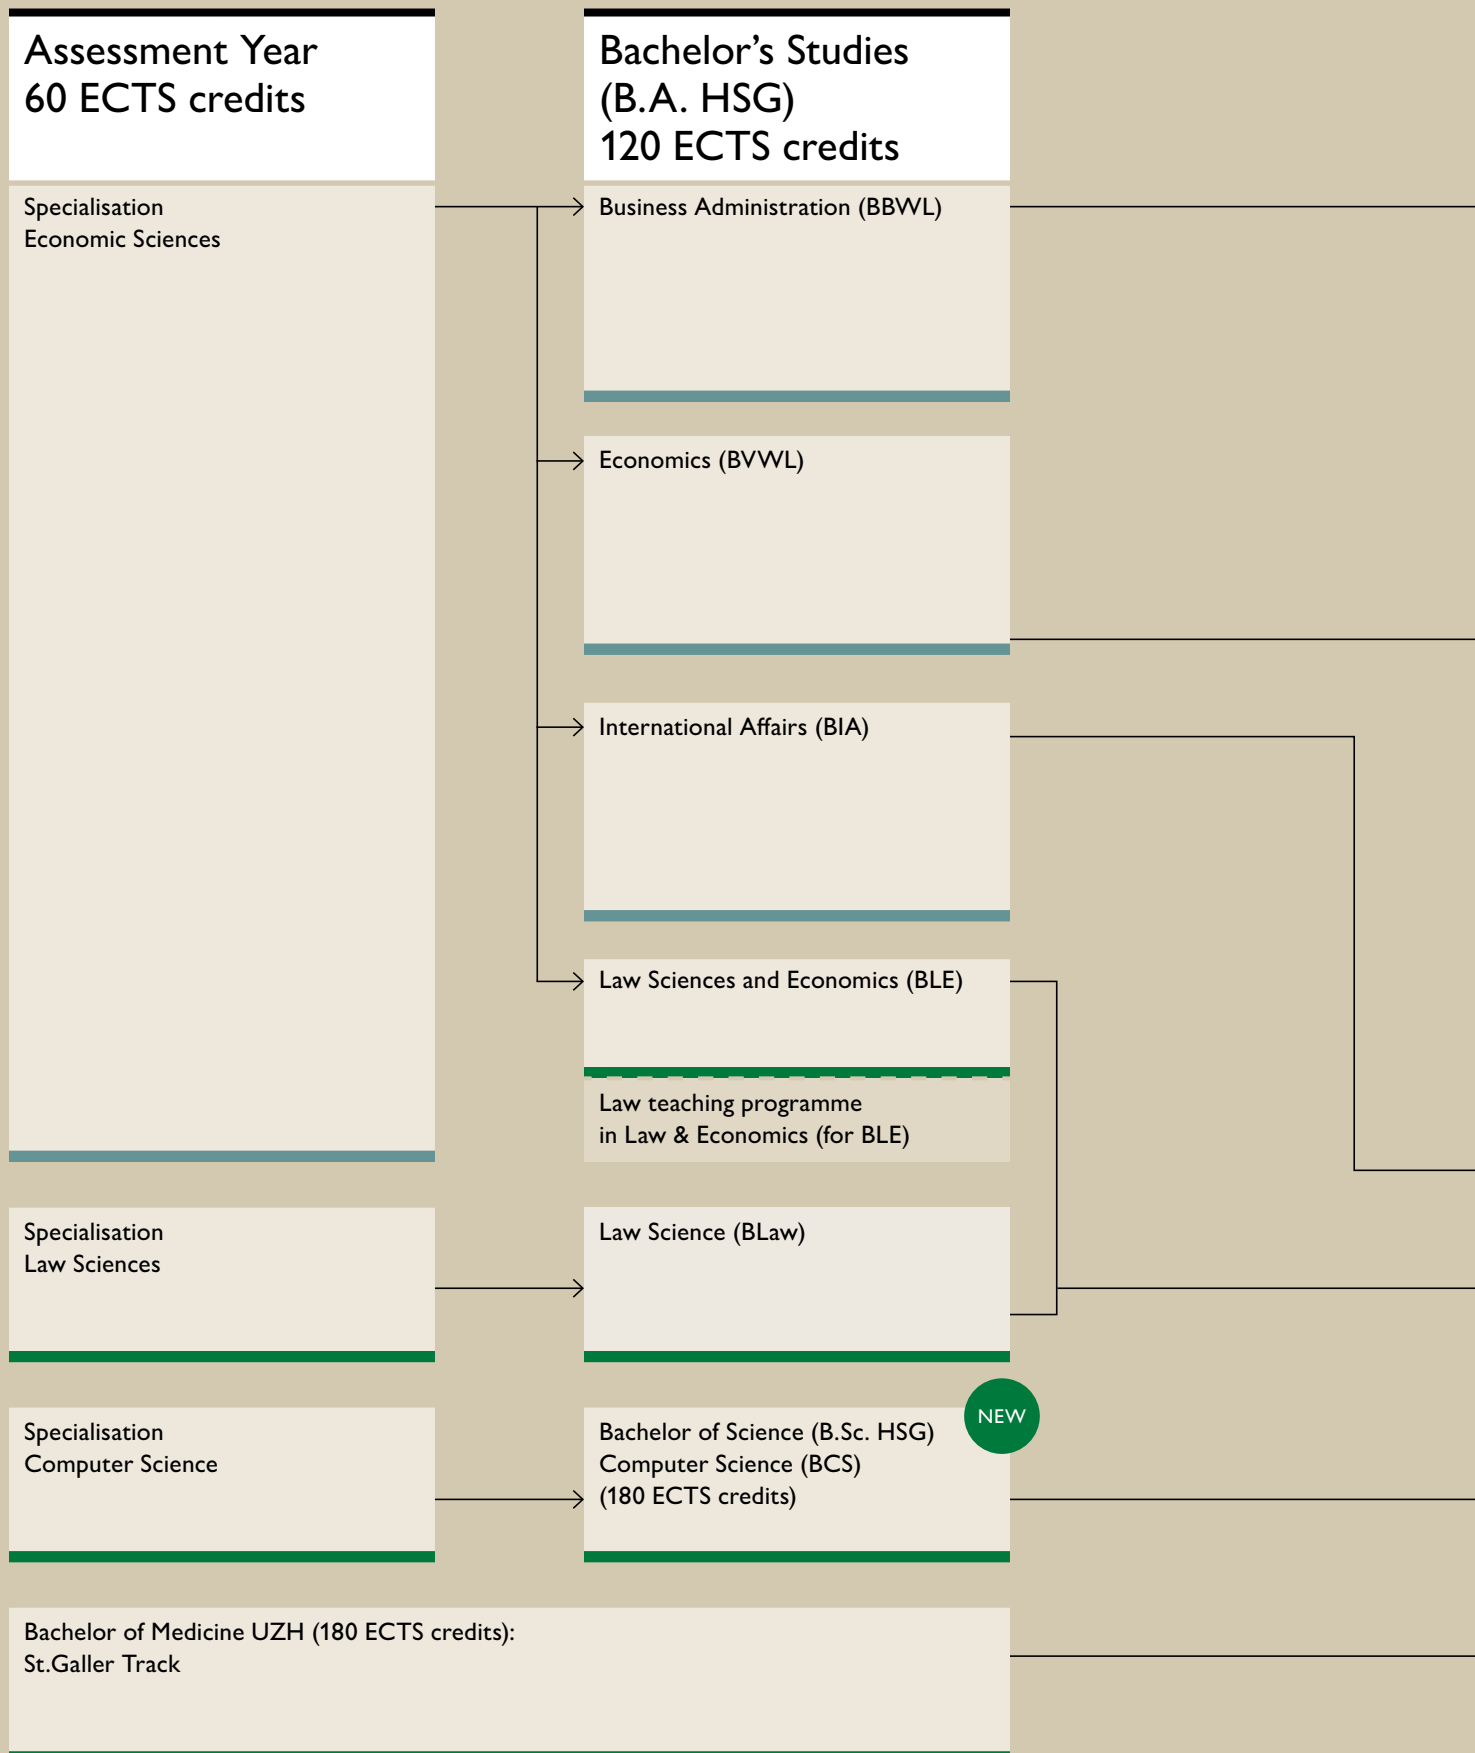 Assessment Year
60 ECTS credits
Bachelor’s Studies
(B.A. HSG)
120 ECTS credits
Specialisation
Economic Sciences
Business Administration (BBWL)
Economics (BVWL)
International Affairs (BIA)
Law Sciences and Economics (BLE)
Law teaching programme
in Law & Economics (for BLE)
Specialisation
Law Sciences
Law Science (BLaw)
Specialisation
Computer Science
NEW
Bachelor of Science (B.Sc. HSG)
Computer Science (BCS)
(180 ECTS credits)
Bachelor of Medicine UZH (180 ECTS credits):
St.Galler Track